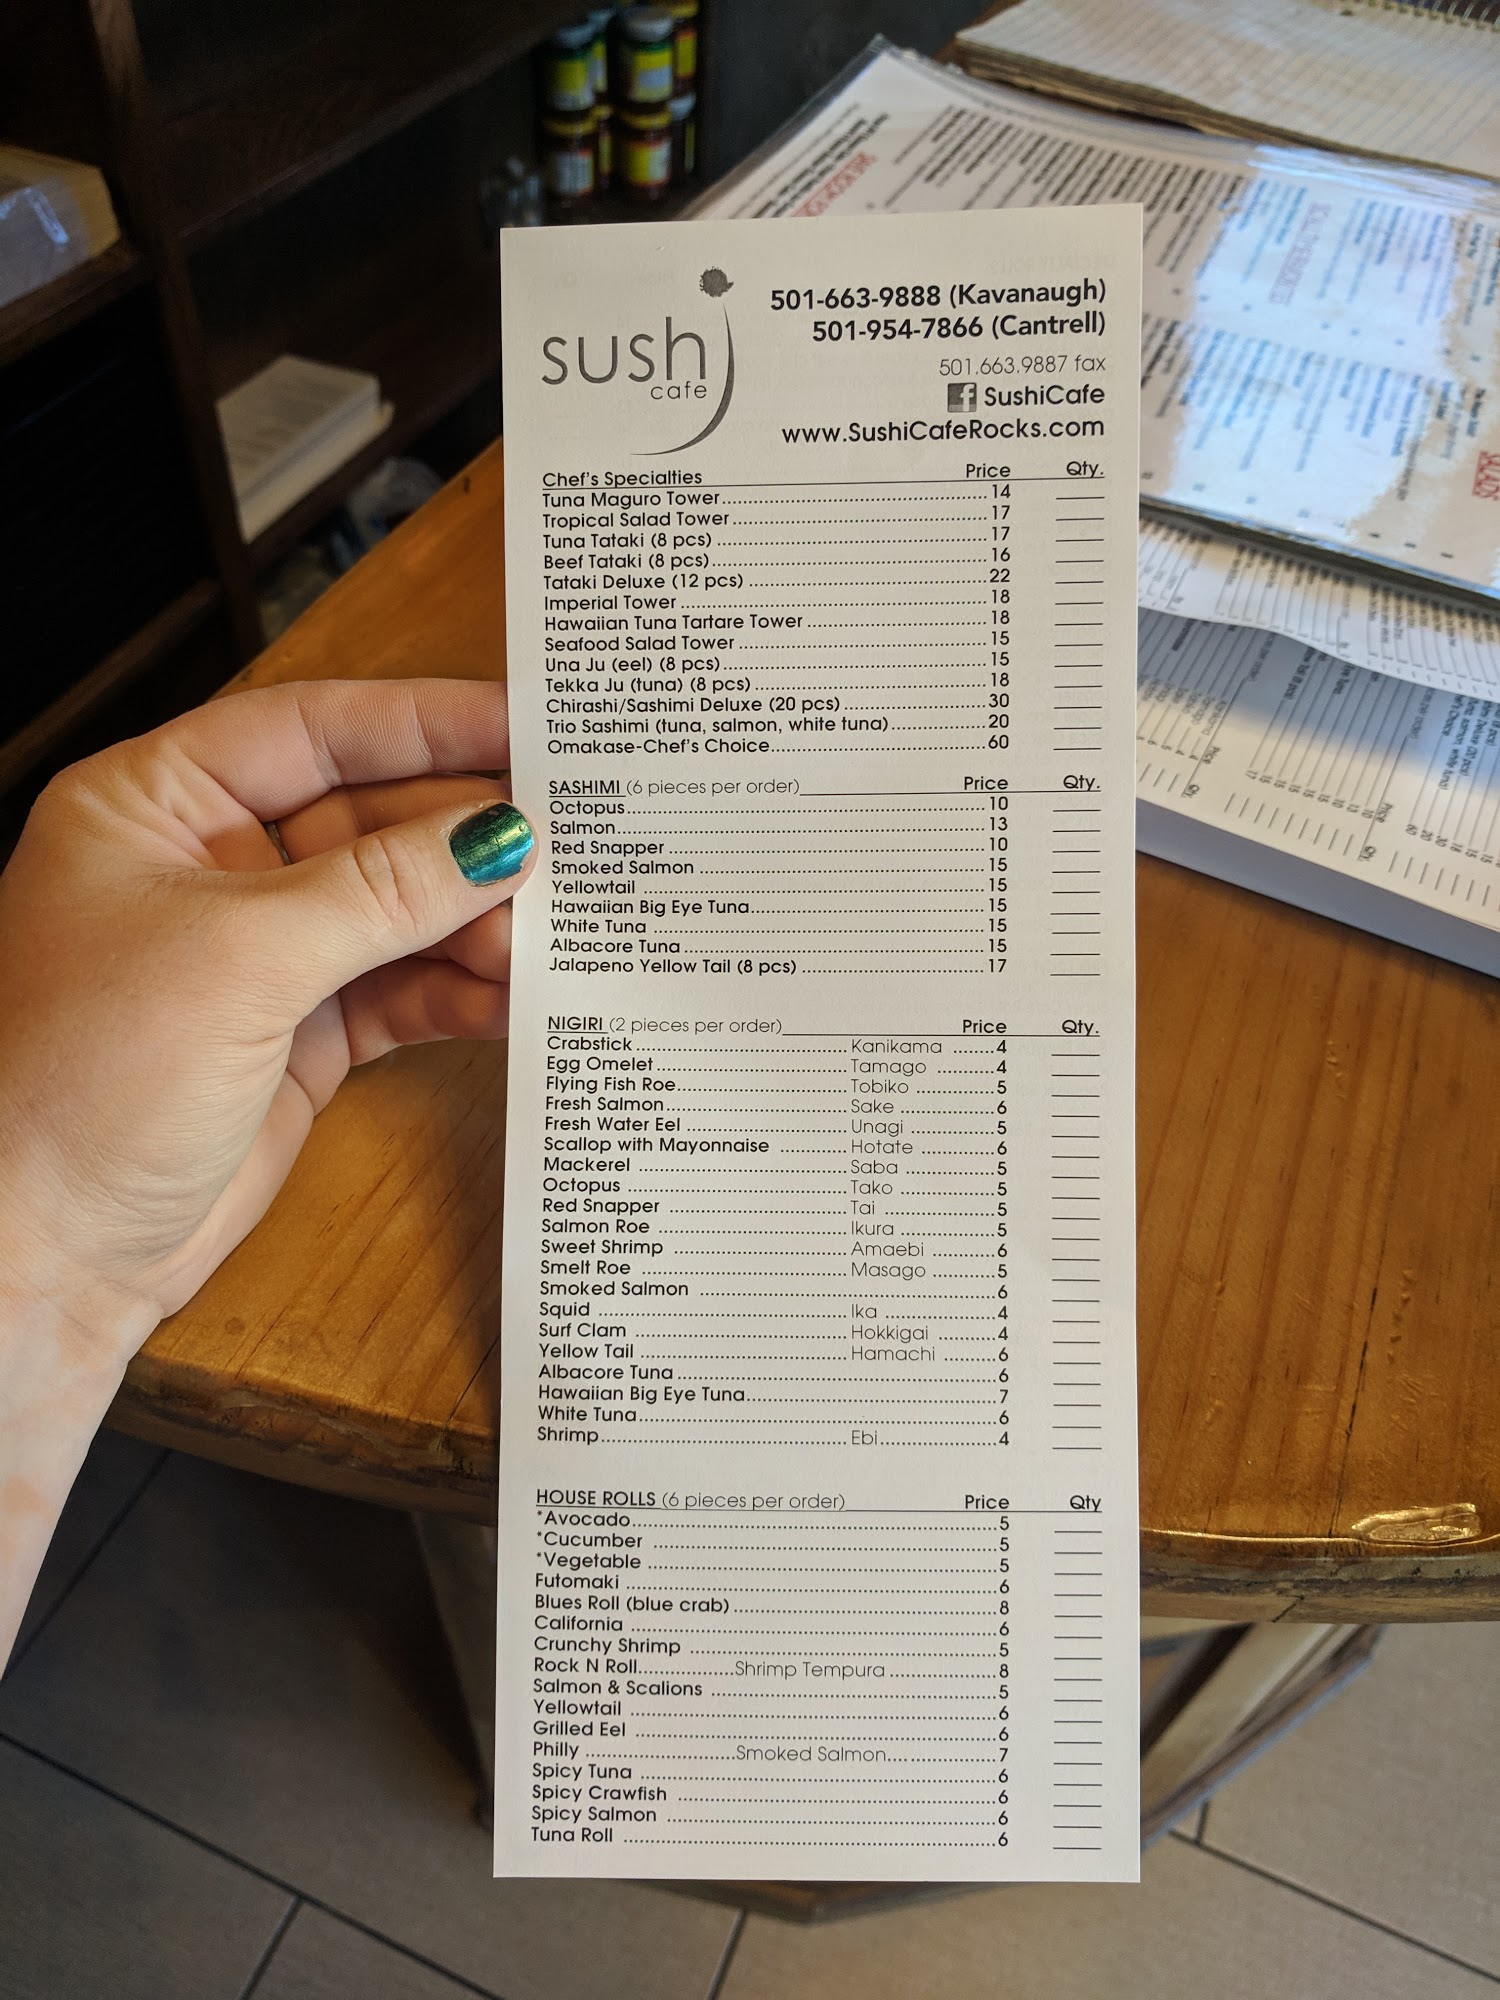 sushi
cafe
501-663-9888 (Kavanaugh)
501-954-7866 (Cantrell)
501.663.9887 fax
f SushiCafe
www.SushiCafeRocks.com
Chef's Specialties Price Qty.
Tuna Maguro Tower 14
Tropical Salad Tower 17
Tuna Tataki (8 pcs) 17
Beef Tataki (8 pcs) 16
Tataki Deluxe (12 pcs) 22
Imperial Tower 18
Hawaiian Tuna Tartare Tower 18
Seafood Salad Tower 15
Una Ju (eel) (8 pcs) 15
Tekka Ju (tuna) (8 pcs) 18
Chirashi/Sashimi Deluxe (20 pcs) 30
Trio Sashimi (tuna, salmon, white tuna) 20
Omakase-Chef's Choice 60
SASHIMI (6 pieces per order) Price Qty.
Octopus 10
Salmon 13
Red Snapper 10
Smoked Salmon 15
Yellowtail 15
Hawaiian Big Eye Tuna 15
White Tuna 15
Albacore Tuna 15
Jalapeno Yellow Tail (8 pcs) 17
NIGIRI (2 pieces per order) Price Qty.
Crabstick Kanikama 4
Egg Omelet Tamago 4
Flying Fish Roe Tobiko 5
Fresh Salmon Sake 6
Fresh Water Eel Unagi 5
Scallop with Mayonnaise Hotate 6
Mackerel Saba 5
Octopus Tako 5
Red Snapper Tai 5
Salmon Roe Ikura 5
Sweet Shrimp Amaebi 6
Smelt Roe Masago 5
Smoked Salmon 6
Squid Ika 4
Surf Clam Hokkigai 4
Yellow Tail Hamachi 6
Albacore Tuna 6
Hawaiian Big Eye Tuna 7
White Tuna 6
Shrimp Ebi 4
HOUSE ROLLS (6 pieces per order) Price Qty
*Avocado 5
*Cucumber 5
*Vegetable 5
Futomaki 6
Blues Roll (blue crab) 8
California 6
Crunchy Shrimp 5
Rock N Roll Shrimp Tempura 8
Salmon & Scalions 5
Yellowtail 6
Grilled Eel 6
Philly Smoked Salmon 7
Spicy Tuna 6
Spicy Crawfish 6
Spicy Salmon 6
Tuna Roll 6
SALADS